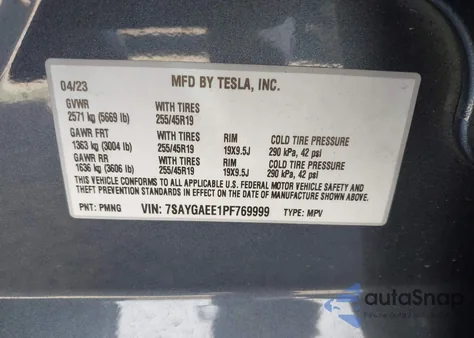 04/23 MFD BY TESLA, INC.
GVWR WITH TIRES
2571 kg (5669 lb) 255/45R19
GAWR FRT WITH TIRES RIM COLD TIRE PRESSURE
1363 kg (3004 lb) 255/45R19 19X9.5J 290 kPa, 42 psi
GAWR RR WITH TIRES RIM COLD TIRE PRESSURE
1636 kg (3606 lb) 255/45R19 19X9.5J 290 kPa, 42 psi
THIS VEHICLE CONFORMS TO ALL APPLICABLE U.S. FEDERAL MOTOR VEHICLE SAFETY AND
THEFT PREVENTION STANDARDS IN EFFECT ON THE DATE OF MANUFACTURE SHOWN ABOVE.
PNT: PMNG VIN: 7SAYGAEE1PF769999 TYPE: MPV
autoSnap